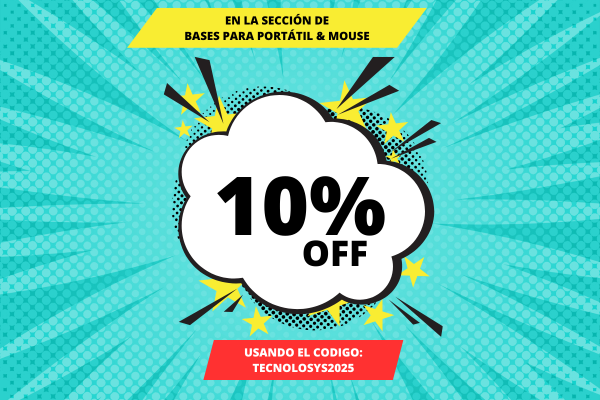 EN LA SECCIÓN DE
BASES PARA PORTÁTIL & MOUSE
10%
OFF
USANDO EL CODIGO:
TECNOLOSYS2025